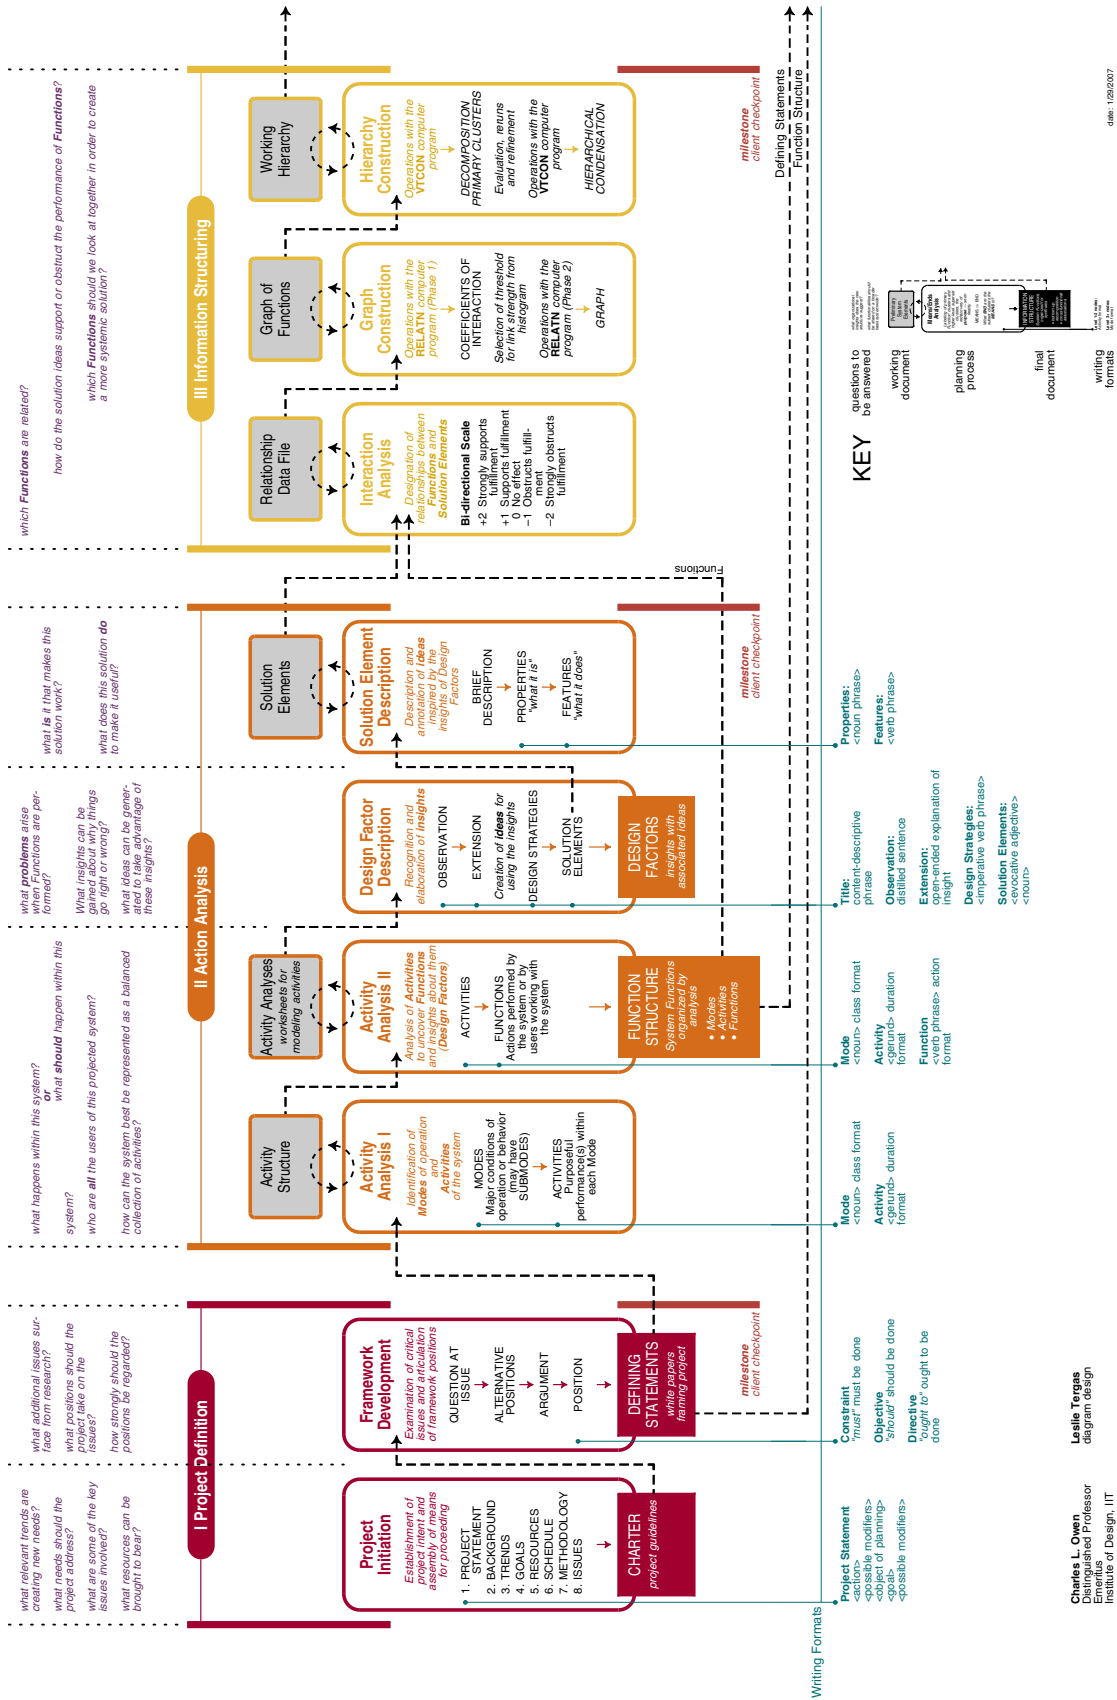 what relevant trends are
creating new needs?
what needs should the
project address?
what are some of the key
issues involved?
what resources can be
brought to bear?
what additional issues sur-
face from research?
what positions should the
project take on the
issues?
how strongly should the
positions be regarded?
I Project Definition
Project
Initiation
Establishment of
project intent and
assembly of means
for proceeding
1. PROJECT
STATEMENT
2. BACKGROUND
3. TRENDS
4. GOALS
5. RESOURCES
6. SCHEDULE
7. METHODOLOGY
8. ISSUES
CHARTER
project guidelines
Framework
Development
Examination of critical
issues and articulation
of framework positions
QUESTION AT
ISSUE
ALTERNATIVE
POSITIONS
ARGUMENT
POSITION
DEFINING
STATEMENTS
white papers
framing project
milestone
client checkpoint
what happens within this system?
or
what should happen within this
system?
who are all the users of this projected system?
how can the system best be represented as a balanced
collection of activities?
what problems arise
when Functions are per-
formed?
What insights can be
gained about why things
go right or wrong?
what ideas can be gener-
ated to take advantage of
these insights?
what is it that makes this
solution work?
what does this solution do
to make it useful?
II Action Analysis
Activity
Structure
Activity
Analysis I
Identification of
Modes of operation
and
Activities
of the system
MODES
Major conditions of
operation or behavior
(may have
SUBMODES)
ACTIVITIES
Purposeful
performance(s) within
each Mode
Activity Analyses
worksheets for
modeling activities
Activity
Analysis II
Analysis of Activities
to uncover Functions
and insights about them
(Design Factors)
ACTIVITIES
FUNCTIONS
Actions performed by
the system or by
users working with
the system
FUNCTION
STRUCTURE
System Functions
organized by
analysis
• Modes
• Activities
• Functions
Design Factor
Description
Recognition and
elaboration of insights
OBSERVATION
EXTENSION
Creation of ideas for
using the insights
DESIGN STRATEGIES
SOLUTION
ELEMENTS
DESIGN
FACTORS
insights with
associated ideas
Solution
Elements
Solution Element
Description
Description and
annotation of ideas
inspired by the
insights of Design
Factors
BRIEF
DESCRIPTION
PROPERTIES
"what it is"
FEATURES
"what it does"
milestone
client checkpoint
Functions
which Functions are related?
how do the solution ideas support or obstruct the performance of Functions?
which Functions should we look at together in order to create
a more systemic solution?
III Information Structuring
Relationship
Data File
Interaction
Analysis
Designation of
relationships between
Functions and
Solution Elements
Bi-directional Scale
+2 Strongly supports
fulfillment
+1 Supports fulfillment
0 No effect
−1 Obstructs fulfill-
ment
−2 Strongly obstructs
fulfillment
Graph of
Functions
Graph
Construction
Operations with the
RELATN computer
program (Phase 1)
COEFFICIENTS OF
INTERACTION
Selection of threshold
for link strength from
histogram
Operations with the
RELATN computer
program (Phase 2)
GRAPH
Working
Hierarchy
Hierarchy
Construction
Operations with the
VTCON computer
program
DECOMPOSITION
PRIMARY CLUSTERS
Evaluation, reruns
and refinement
Operations with the
VTCON computer
program
HIERARCHICAL
CONDENSATION
milestone
client checkpoint
Defining Statements
Function Structure
Writing Formats
Project Statement
<action>
<possible modifiers>
<object of planning>
<goal>
<possible modifiers>
Constraint
"must" must be done
Objective
"should" should be done
Directive
"ought to" ought to be
done
Mode
<noun> class format
Activity
<gerund> duration
format
Mode
<noun> class format
Activity
<gerund> duration
format
Function
<verb phrase> action
format
Title:
content-descriptive
phrase
Observation:
distilled sentence
Extension:
open-ended explanation of
insight
Design Strategies:
<imperative verb phrase>
Solution Elements:
<evocative adjective>
<noun>
Properties:
<noun phrase>
Features:
<verb phrase>
KEY
questions to
be answered
working
document
planning
process
final
document
writing
formats
Preliminary
System
Elements
Means/Ends
Analysis
INFORMATION
STRUCTURE
Charles L. Owen
Distinguished Professor
Emeritus
Institute of Design, IIT
Leslie Tergas
diagram design
date: 1/29/2007